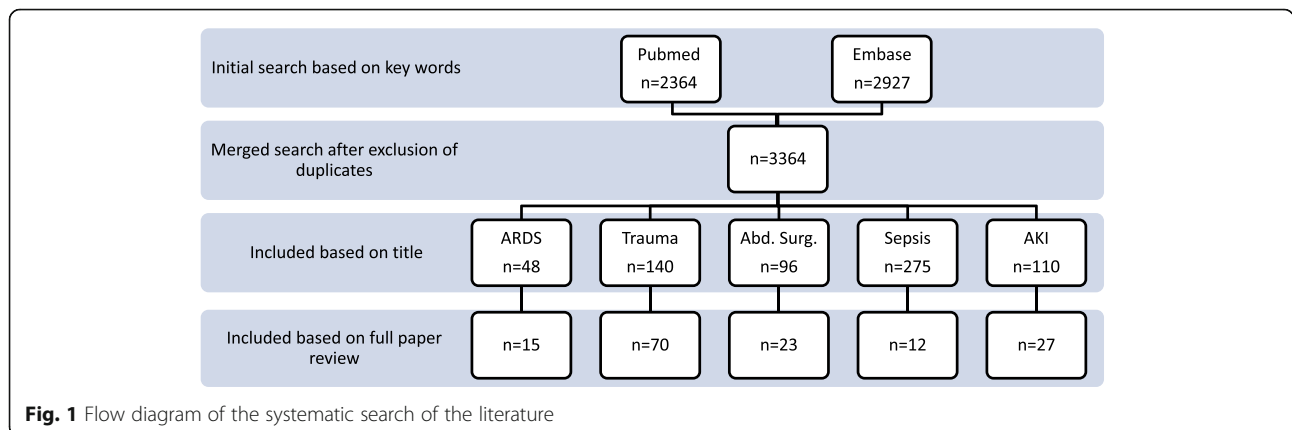 Initial search based on key words
Pubmed
n=2364
Embase
n=2927
Merged search after exclusion of
duplicates
n=3364
Included based on title
ARDS
n=48
Trauma
n=140
Abd. Surg.
n=96
Sepsis
n=275
AKI
n=110
Included based on full paper
review
n=15
n=70
n=23
n=12
n=27
Fig. 1 Flow diagram of the systematic search of the literature